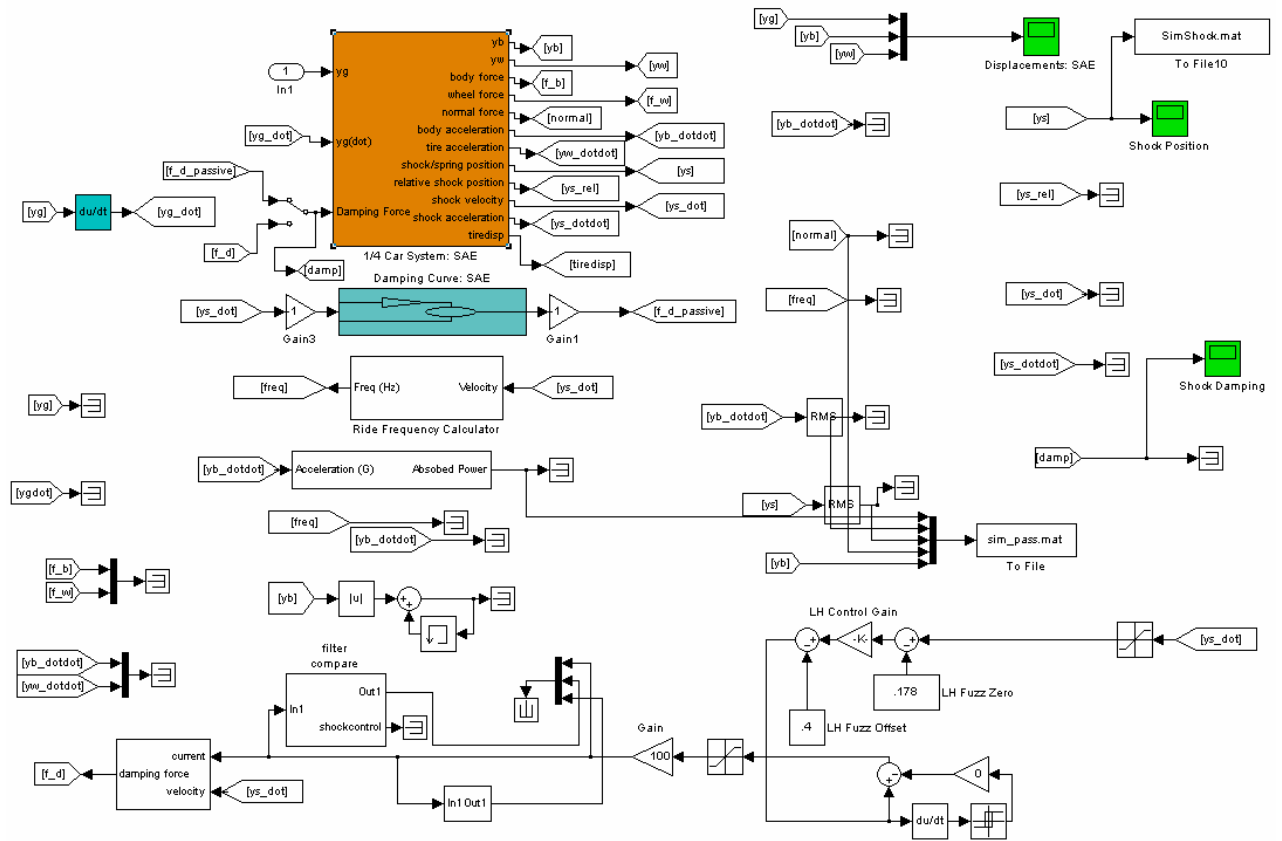 yb
[yb]
yw
[yw]
body force
[f_b]
1
yg
In1
wheel force
[f_w]
normal force
[normal]
body acceleration
[yb_dotdot]
[yg_dot]
yg(dot)
tire acceleration
[yw_dotdot]
shock/spring position
[ys]
[f_d_passive]
relative shock position
[ys_rel]
shock velocity
[ys_dot]
[yg]
du/dt
[yg_dot]
Damping Force
shock acceleration
[ys_dotdot]
tiredisp
[f_d]
1/4 Car System: SAE
[damp]
[tiredisp]
Damping Curve: SAE
[ys_dot]
-1
-1
[f_d_passive]
Gain3
Gain1
[freq]
Freq (Hz)
Velocity
[ys_dot]
Ride Frequency Calculator
[yg]
[yb_dotdot]
Acceleration (G)
Absobed Power
[ygdot]
[freq]
[yb_dotdot]
[f_b]
[f_w]
[yb]
|u|
+
+
[yb_dotdot]
[yw_dotdot]
filter
compare
Out1
In1
shockcontrol
current
[f_d]
damping force
velocity
[ys_dot]
In1 Out1
Gain
100
[yg]
[yb]
[yw]
Displacements: SAE
SimShock.mat
To File10
[ys]
Shock Position
[yb_dotdot]
[ys_rel]
[normal]
[freq]
[ys_dot]
[ys_dotdot]
Shock Damping
[yb_dotdot]
RMS
[damp]
[ys]
RMS
sim_pass.mat
To File
[yb]
LH Control Gain
+
-
-K-
+
-
[ys_dot]
.178
LH Fuzz Zero
.4
LH Fuzz Offset
-
+
0
du/dt